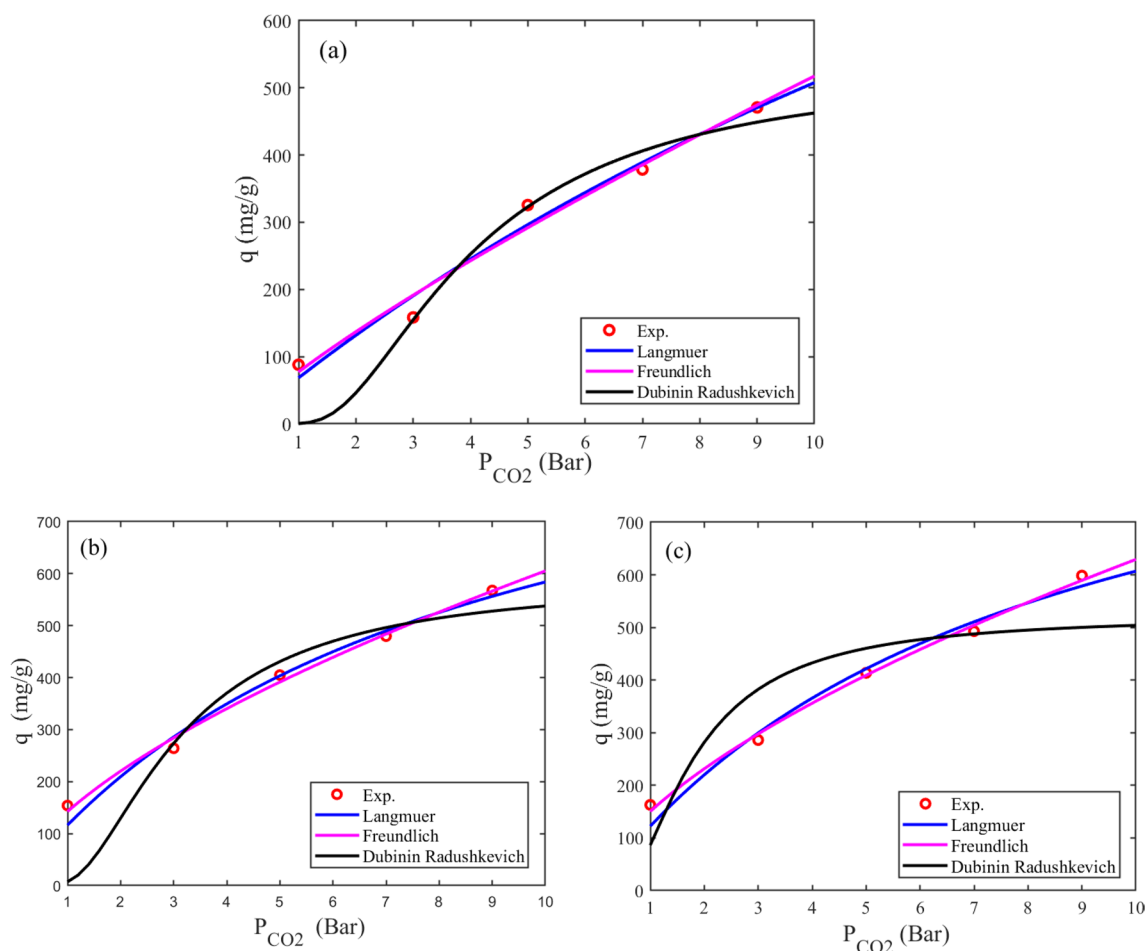 (a)
600
500
400
300
200
100
0
q (mg/g)
Exp.
Langmuer
Freundlich
Dubinin Radushkevich
1 2 3 4 5 6 7 8 9 10
P_CO2 (Bar)
(b)
700
600
500
400
300
200
100
0
q (mg/g)
Exp.
Langmuer
Freundlich
Dubinin Radushkevich
1 2 3 4 5 6 7 8 9 10
P_CO2 (Bar)
(c)
700
600
500
400
300
200
100
0
q (mg/g)
Exp.
Langmuer
Freundlich
Dubinin Radushkevich
1 2 3 4 5 6 7 8 9 10
P_CO2 (Bar)